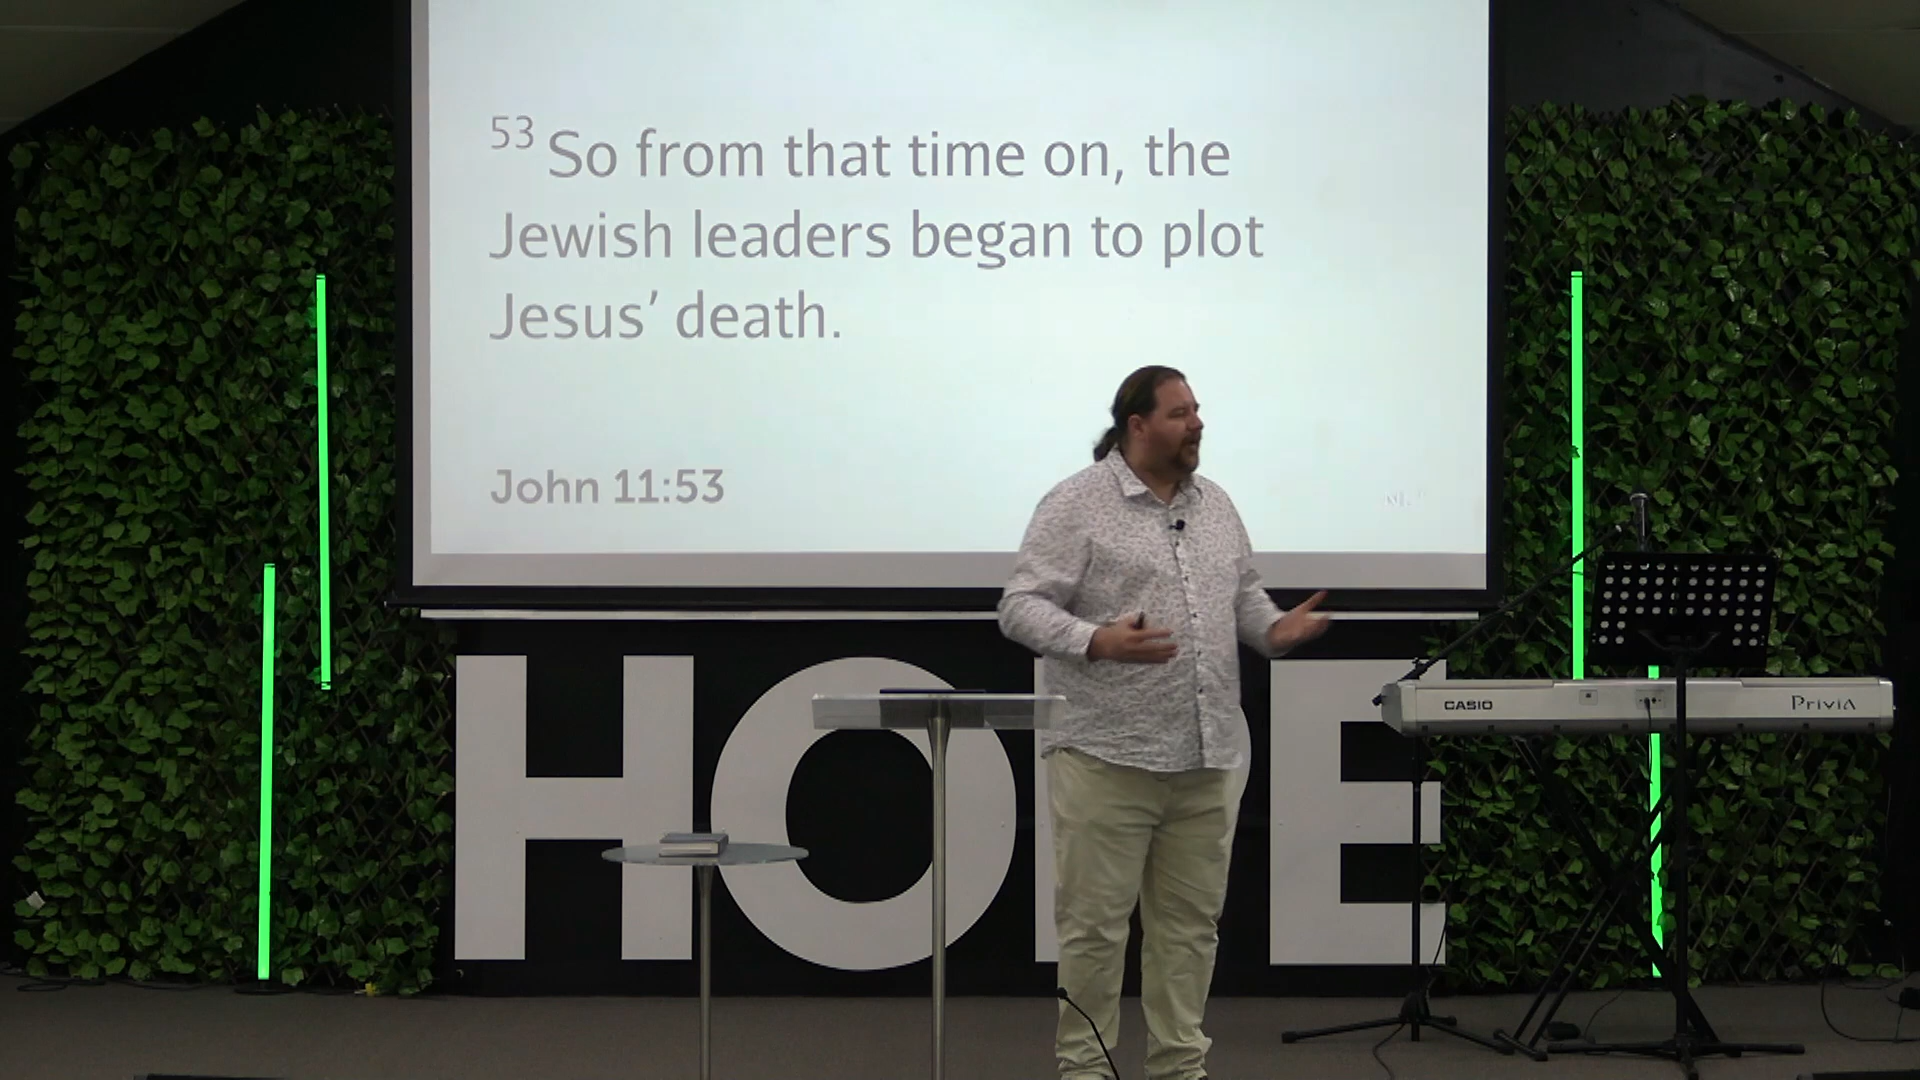 53 So from that time on, the
Jewish leaders began to plot
Jesus’ death.
John 11:53
HOPE
CASIO
Privia